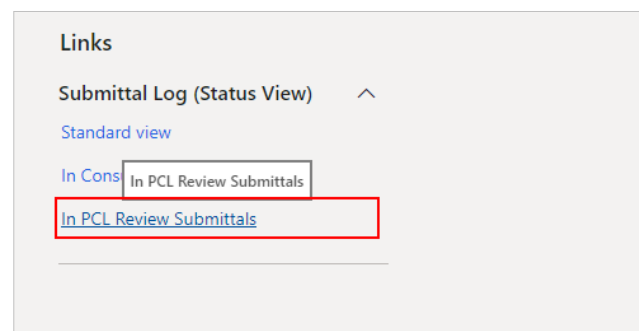 Links
Submittal Log (Status View)
Standard view
In Cons
In PCL Review Submittals
In PCL Review Submittals